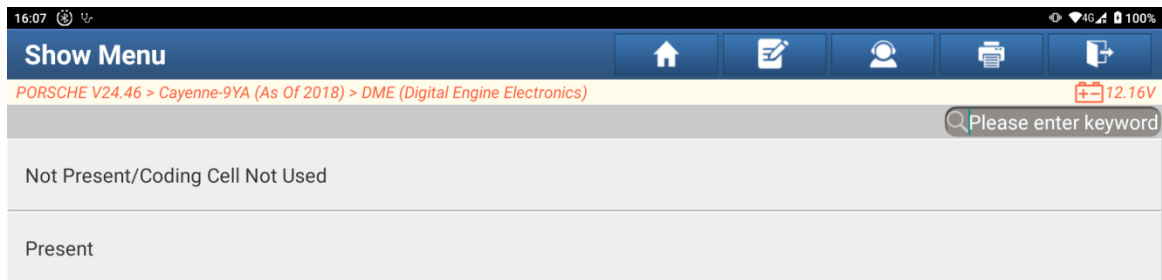 16:07 4G 100%
Show Menu
PORSCHE V24.46 > Cayenne-9YA (As Of 2018) > DME (Digital Engine Electronics) 12.16V
Please enter keyword
Not Present/Coding Cell Not Used
Present